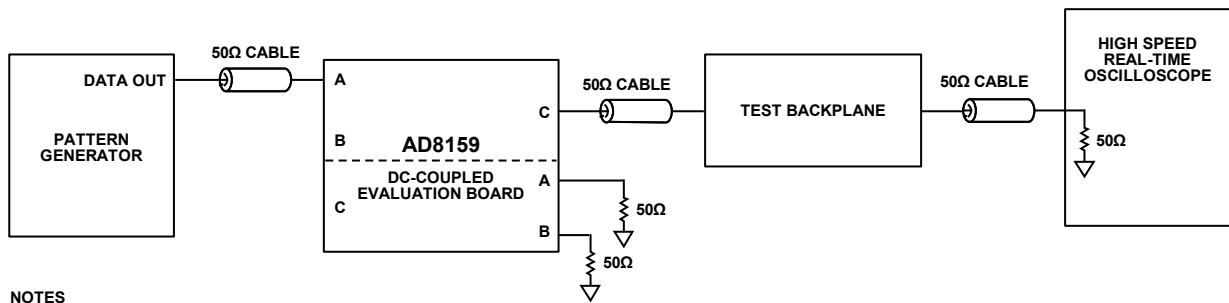 50Ω CABLE
DATA OUT
PATTERN
GENERATOR
A
B
C
AD8159
DC-COUPLED
EVALUATION BOARD
C
A
B
50Ω
50Ω
50Ω CABLE
TEST BACKPLANE
50Ω CABLE
HIGH SPEED
REAL-TIME
OSCILLOSCOPE
50Ω
NOTES